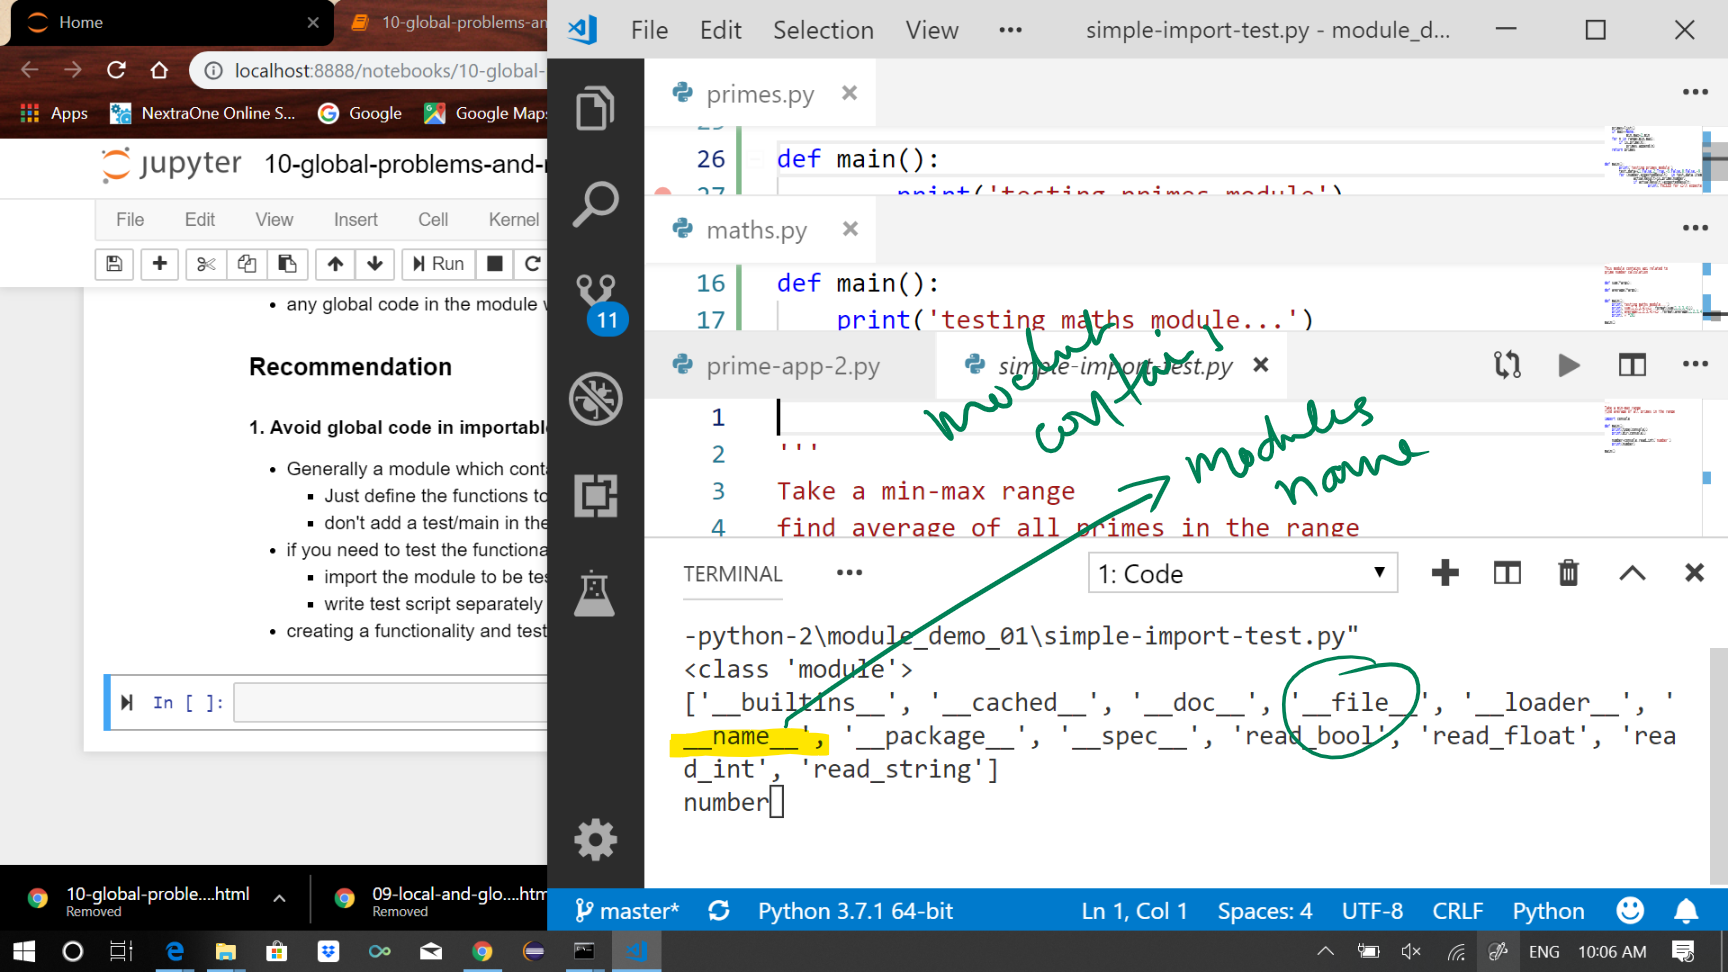 Home
10-global-problems-an
localhost:8888/notebooks/10-global-
Apps
NextraOne Online S...
Google
Google Maps
jupyter
10-global-problems-and-r
File Edit View Insert Cell Kernel
Run
any global code in the module w
Recommendation
1. Avoid global code in importable
Generally a module which conta
Just define the functions to
don't add a test/main in the
if you need to test the functiona
import the module to be tes
write test script separately
creating a functionality and test
In [ ]:
File Edit Selection View ...
simple-import-test.py - module_d...
primes.py
26 def main():
27 print('testing primes module')
maths.py
16 def main():
17 print('testing maths module...')
prime-app-2.py
simple-import-test.py
module
contains
modules
name
1
2 '''
3 Take a min-max range
4 find average of all primes in the range
11
TERMINAL ...
1: Code
-python-2\module_demo_01\simple-import-test.py"
<class 'module'>
['__builtins__', '__cached__', '__doc__', '__file__', '__loader__', '
__name__', '__package__', '__spec__', 'read_bool', 'read_float', 'rea
d_int', 'read_string']
number
master*
Python 3.7.1 64-bit
Ln 1, Col 1
Spaces: 4
UTF-8
CRLF
Python
10-global-proble....html
Removed
09-local-and-glo....htm
Removed
ENG
10:06 AM